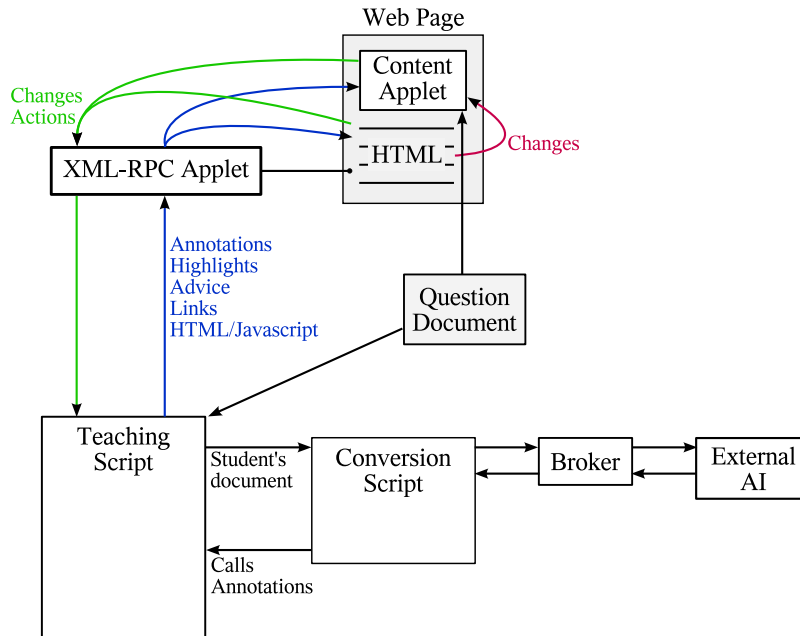 Web Page
Content
Applet
Changes
Actions
HTML
Changes
XML-RPC Applet
Annotations
Highlights
Advice
Links
HTML/Javascript
Question
Document
Teaching
Script
Student's
document
Conversion
Script
Broker
External
AI
Calls
Annotations